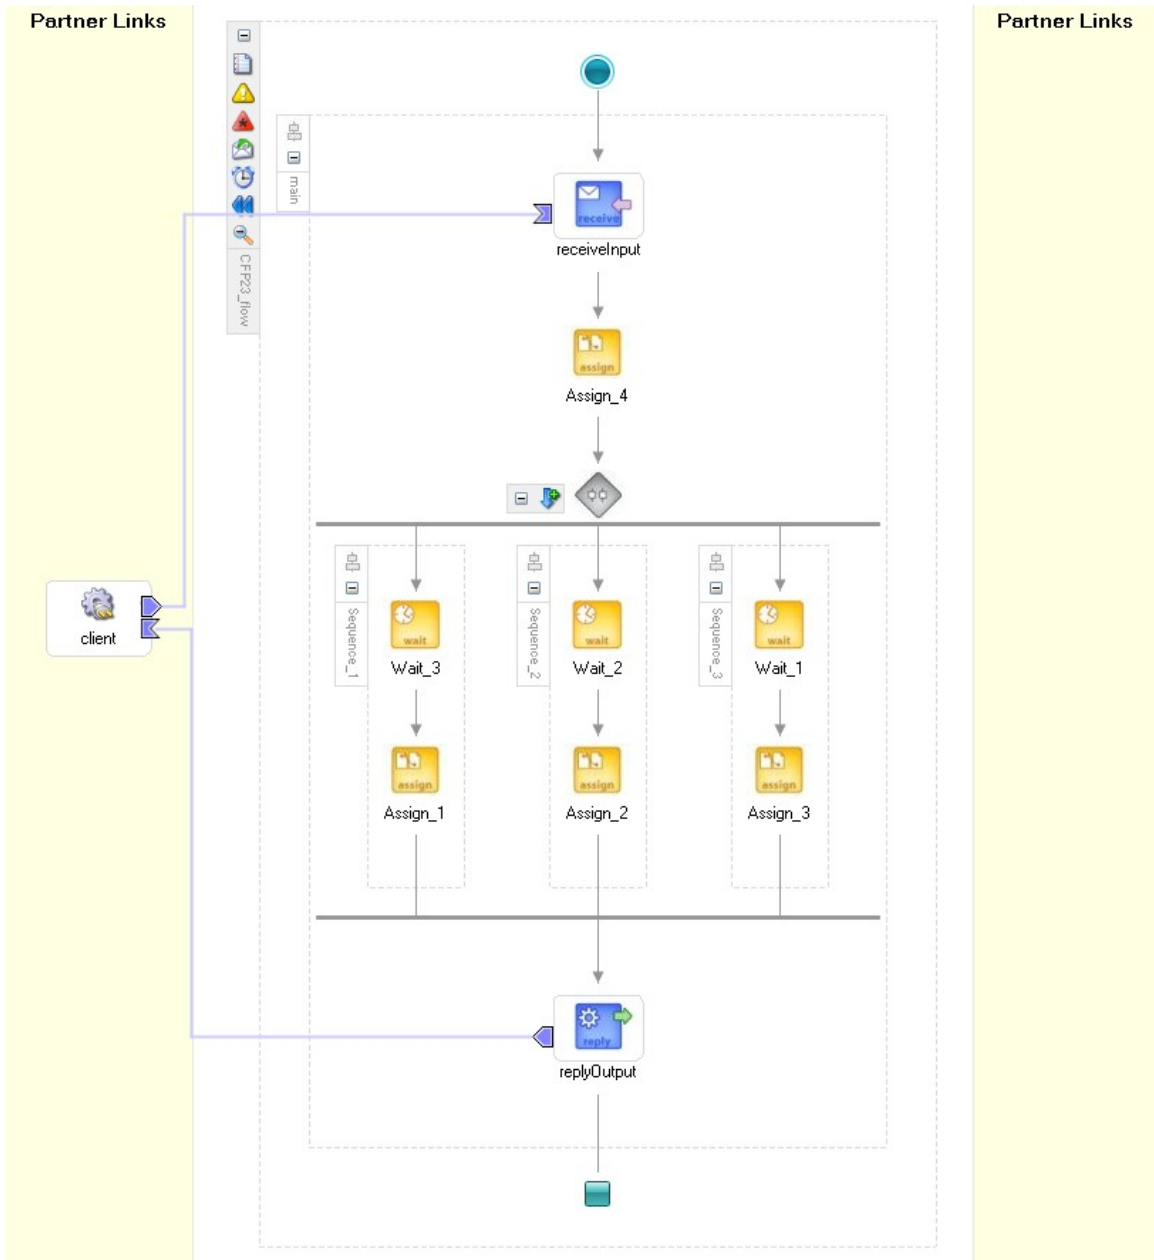 Partner Links
Partner Links
CFP23_flow
main
receive
receiveInput
assign
Assign_4
client
Sequence_1
Sequence_2
Sequence_3
wait
wait
wait
Wait_3
Wait_2
Wait_1
assign
assign
assign
Assign_1
Assign_2
Assign_3
reply
replyOutput